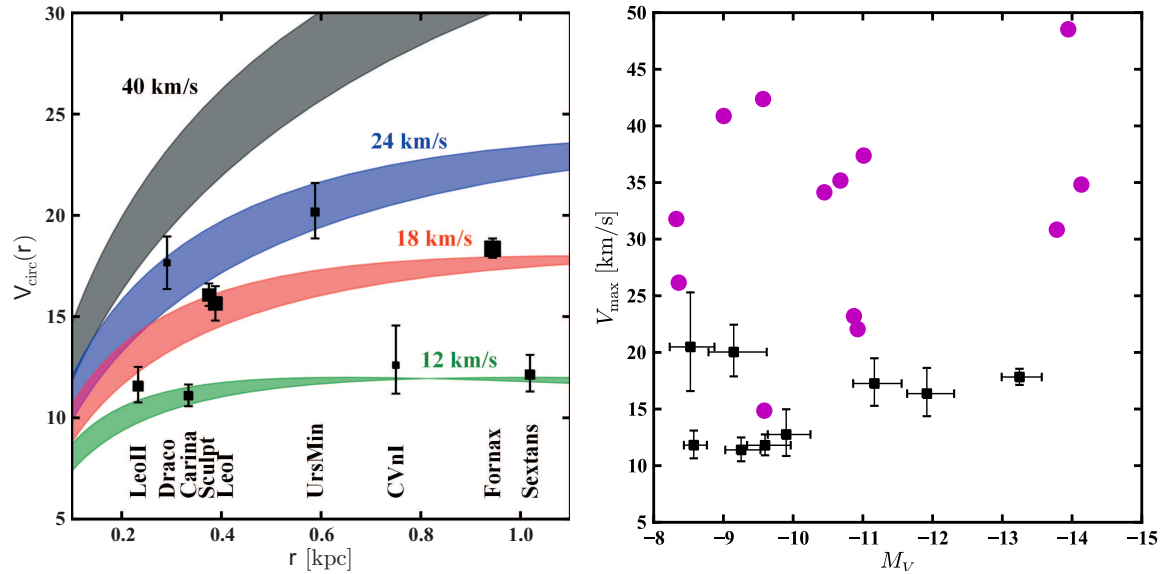 30
25
20
15
10
5
V_circ(r)
40 km/s
24 km/s
18 km/s
12 km/s
LeoII
Draco
Carina
Sculpt
LeoI
UrsMin
CVnI
Fornax
Sextans
0.2 0.4 0.6 0.8 1.0
r [kpc]
50
45
40
35
30
25
20
15
10
5
0
V_max [km/s]
−8 −9 −10 −11 −12 −13 −14 −15
M_V